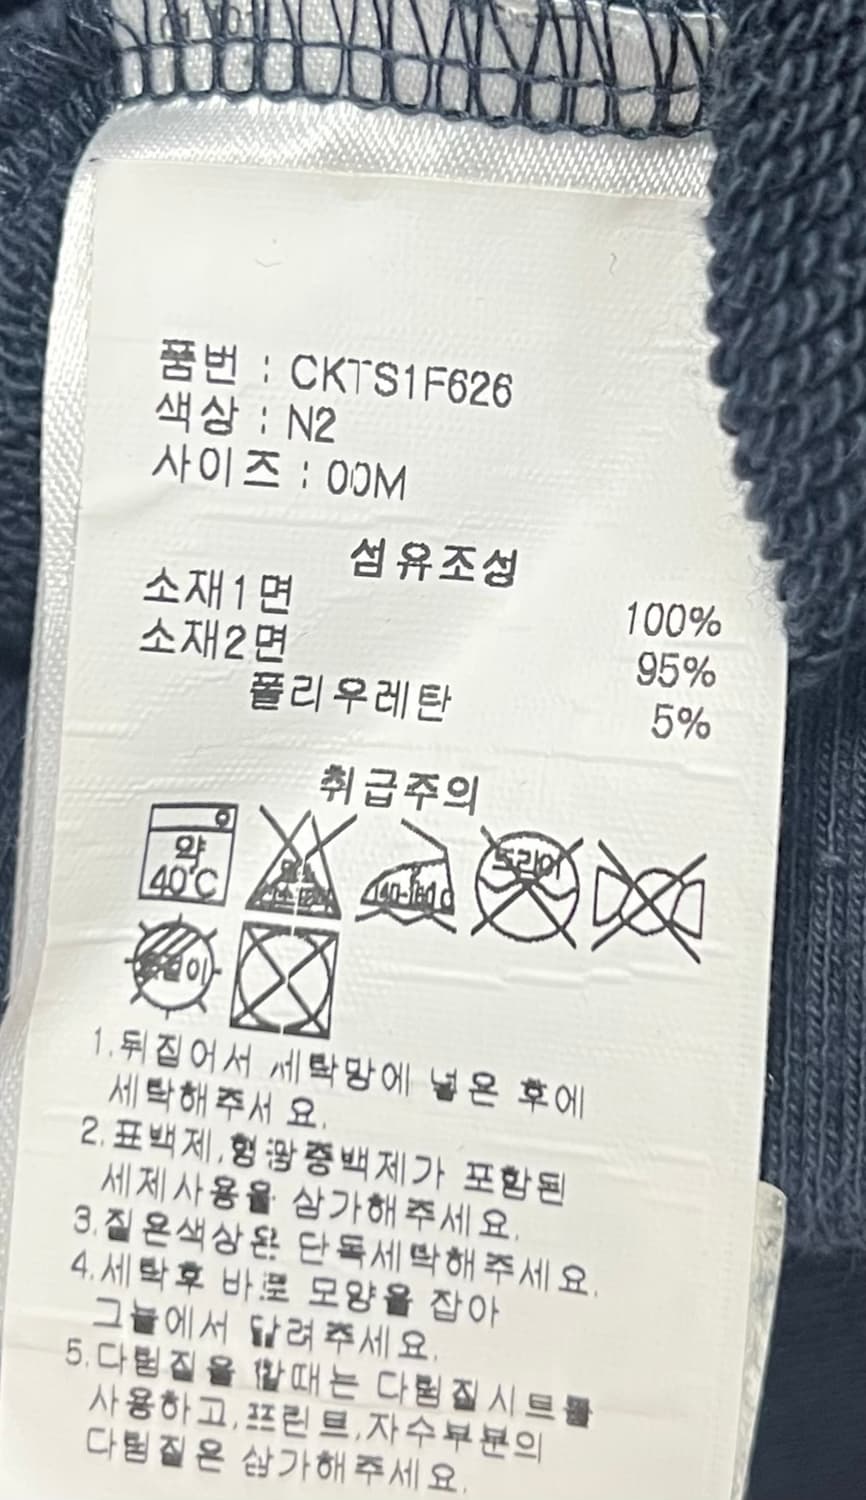 품번 : CKTS1F626
색상 : N2
사이즈 : 00M
섬유조성
소재1 면 100%
소재2 면 95%
폴리우레탄 5%
취급주의
약
40°C
드라이
1.뒤집어서 세탁망에 넣은 후에
세탁해주세요.
2.표백제,형광증백제가 포함된
세제사용을 삼가해주세요.
3.짙은색상은 단독세탁해주세요.
4.세탁후 바로 모양을 잡아
그늘에서 말려주세요.
5.다림질을 할때는 다림질시트를
사용하고,프린트,자수부분의
다림질은 삼가해주세요.